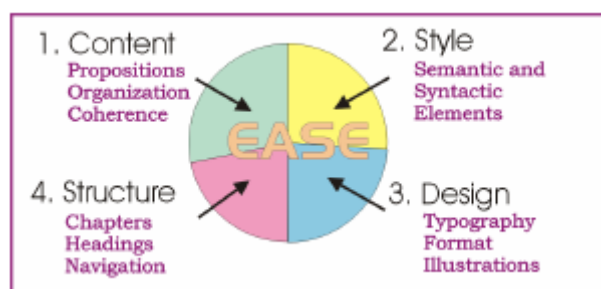 1. Content
Propositions
Organization
Coherence
2. Style
Semantic and
Syntactic
Elements
EASE
4. Structure
Chapters
Headings
Navigation
3. Design
Typography
Format
Illustrations